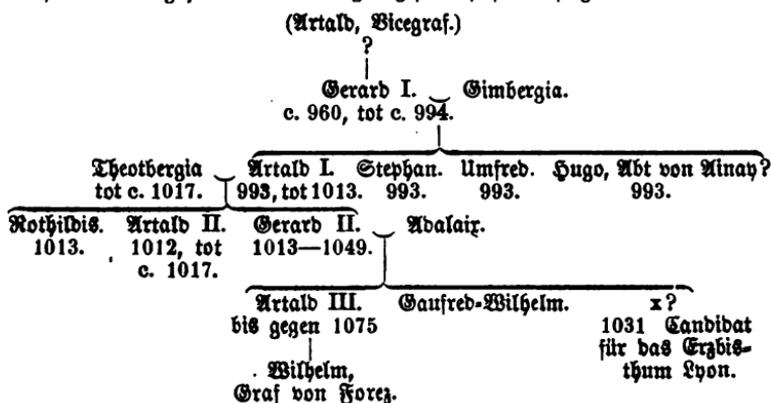 (Artald, Vicegraf.)
?
Gerard I. Gimbergia.
c. 960, tot c. 994.
Theotbergia Artald I. Stephan. Umfred. Hugo, Abt von Ainay?
tot c. 1017. 993, tot 1013. 993. 993. 993.
Rothildis. Artald II. Gerard II. Adalaix.
1013. 1012, tot 1013—1049.
c. 1017.
Artald III. Gaufred-Wilhelm. x?
bis gegen 1075 1031 Candidat
für das Erzbis-
Wilhelm, thum Lyon.
Graf von Forez.